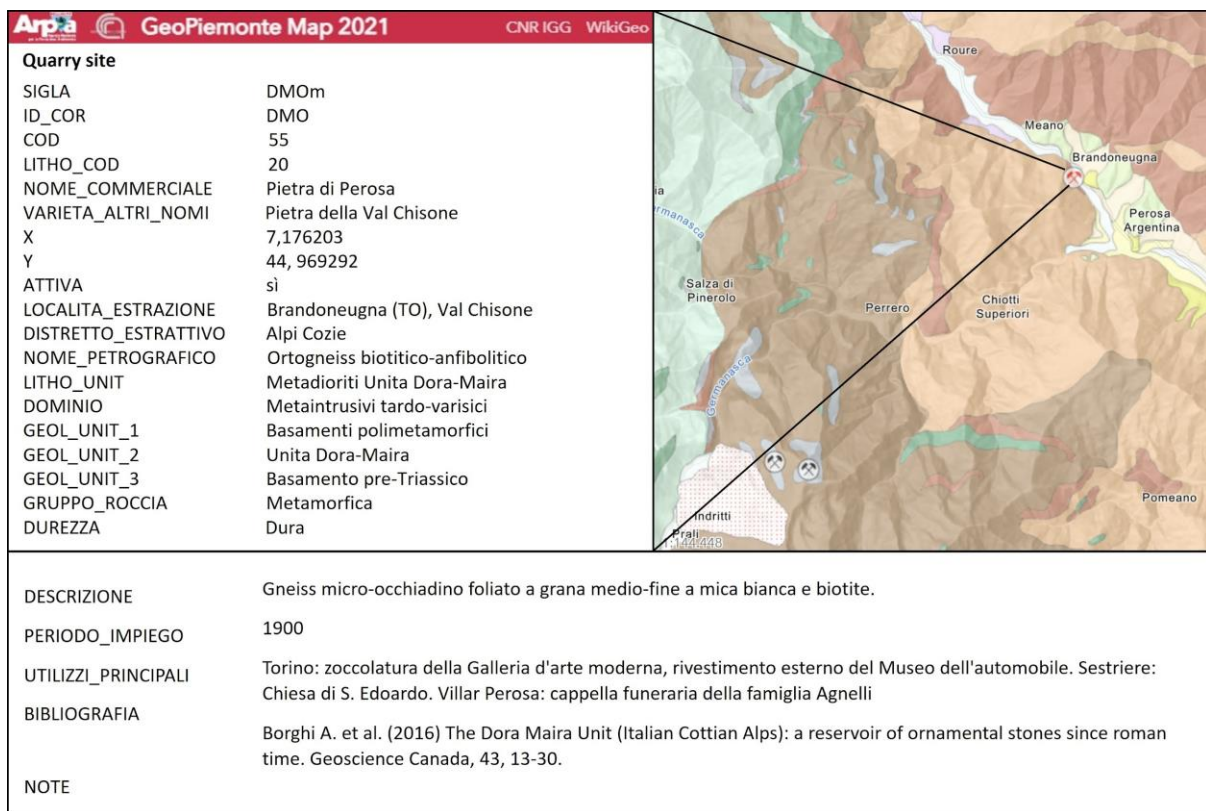 Arpa GeoPiemonte Map 2021 CNR IGG WikiGeo
Quarry site
SIGLA DMOm
ID_COR DMO
COD 55
LITHO_COD 20
NOME_COMMERCIALE Pietra di Perosa
VARIETA_ALTRI_NOMI Pietra della Val Chisone
X 7,176203
Y 44, 969292
ATTIVA sì
LOCALITA_ESTRAZIONE Brandoneugna (TO), Val Chisone
DISTRETTO_ESTRATTIVO Alpi Cozie
NOME_PETROGRAFICO Ortogneiss biotitico-anfibolitico
LITHO_UNIT Metadioriti Unita Dora-Maira
DOMINIO Metaintrusivi tardo-varisici
GEOL_UNIT_1 Basamenti polimetamorfici
GEOL_UNIT_2 Unita Dora-Maira
GEOL_UNIT_3 Basamento pre-Triassico
GRUPPO_ROCCIA Metamorfica
DUREZZA Dura
Roure
Meano
Brandoneugna
Perosa
Argentina
ia
rmanasca
Salza di
Pinerolo
Perrero
Chiotti
Superiori
Germanasca
Pomeano
Indritti
Prali
1:144.448
DESCRIZIONE Gneiss micro-occhiadino foliato a grana medio-fine a mica bianca e biotite.
PERIODO_IMPIEGO 1900
UTILIZZI_PRINCIPALI Torino: zoccolatura della Galleria d'arte moderna, rivestimento esterno del Museo dell'automobile. Sestriere:
Chiesa di S. Edoardo. Villar Perosa: cappella funeraria della famiglia Agnelli
BIBLIOGRAFIA
Borghi A. et al. (2016) The Dora Maira Unit (Italian Cottian Alps): a reservoir of ornamental stones since roman
time. Geoscience Canada, 43, 13-30.
NOTE